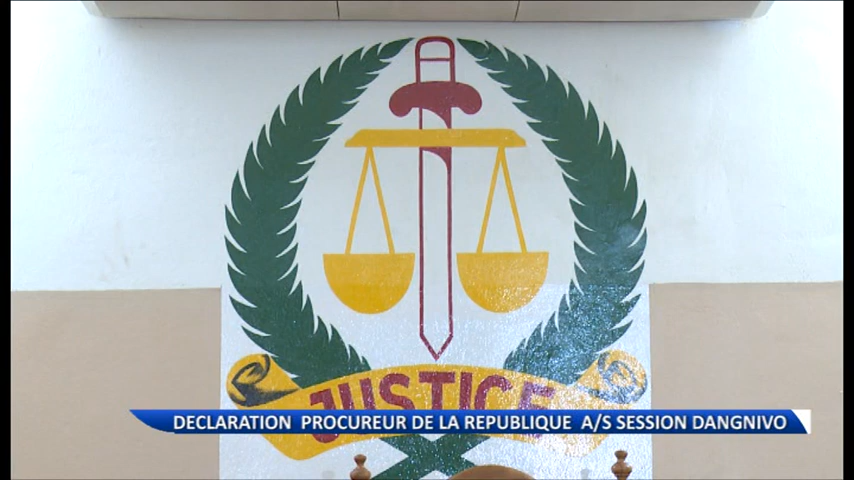 JUSTICE
DECLARATION PROCUREUR DE LA REPUBLIQUE A/S SESSION DANGNIVO